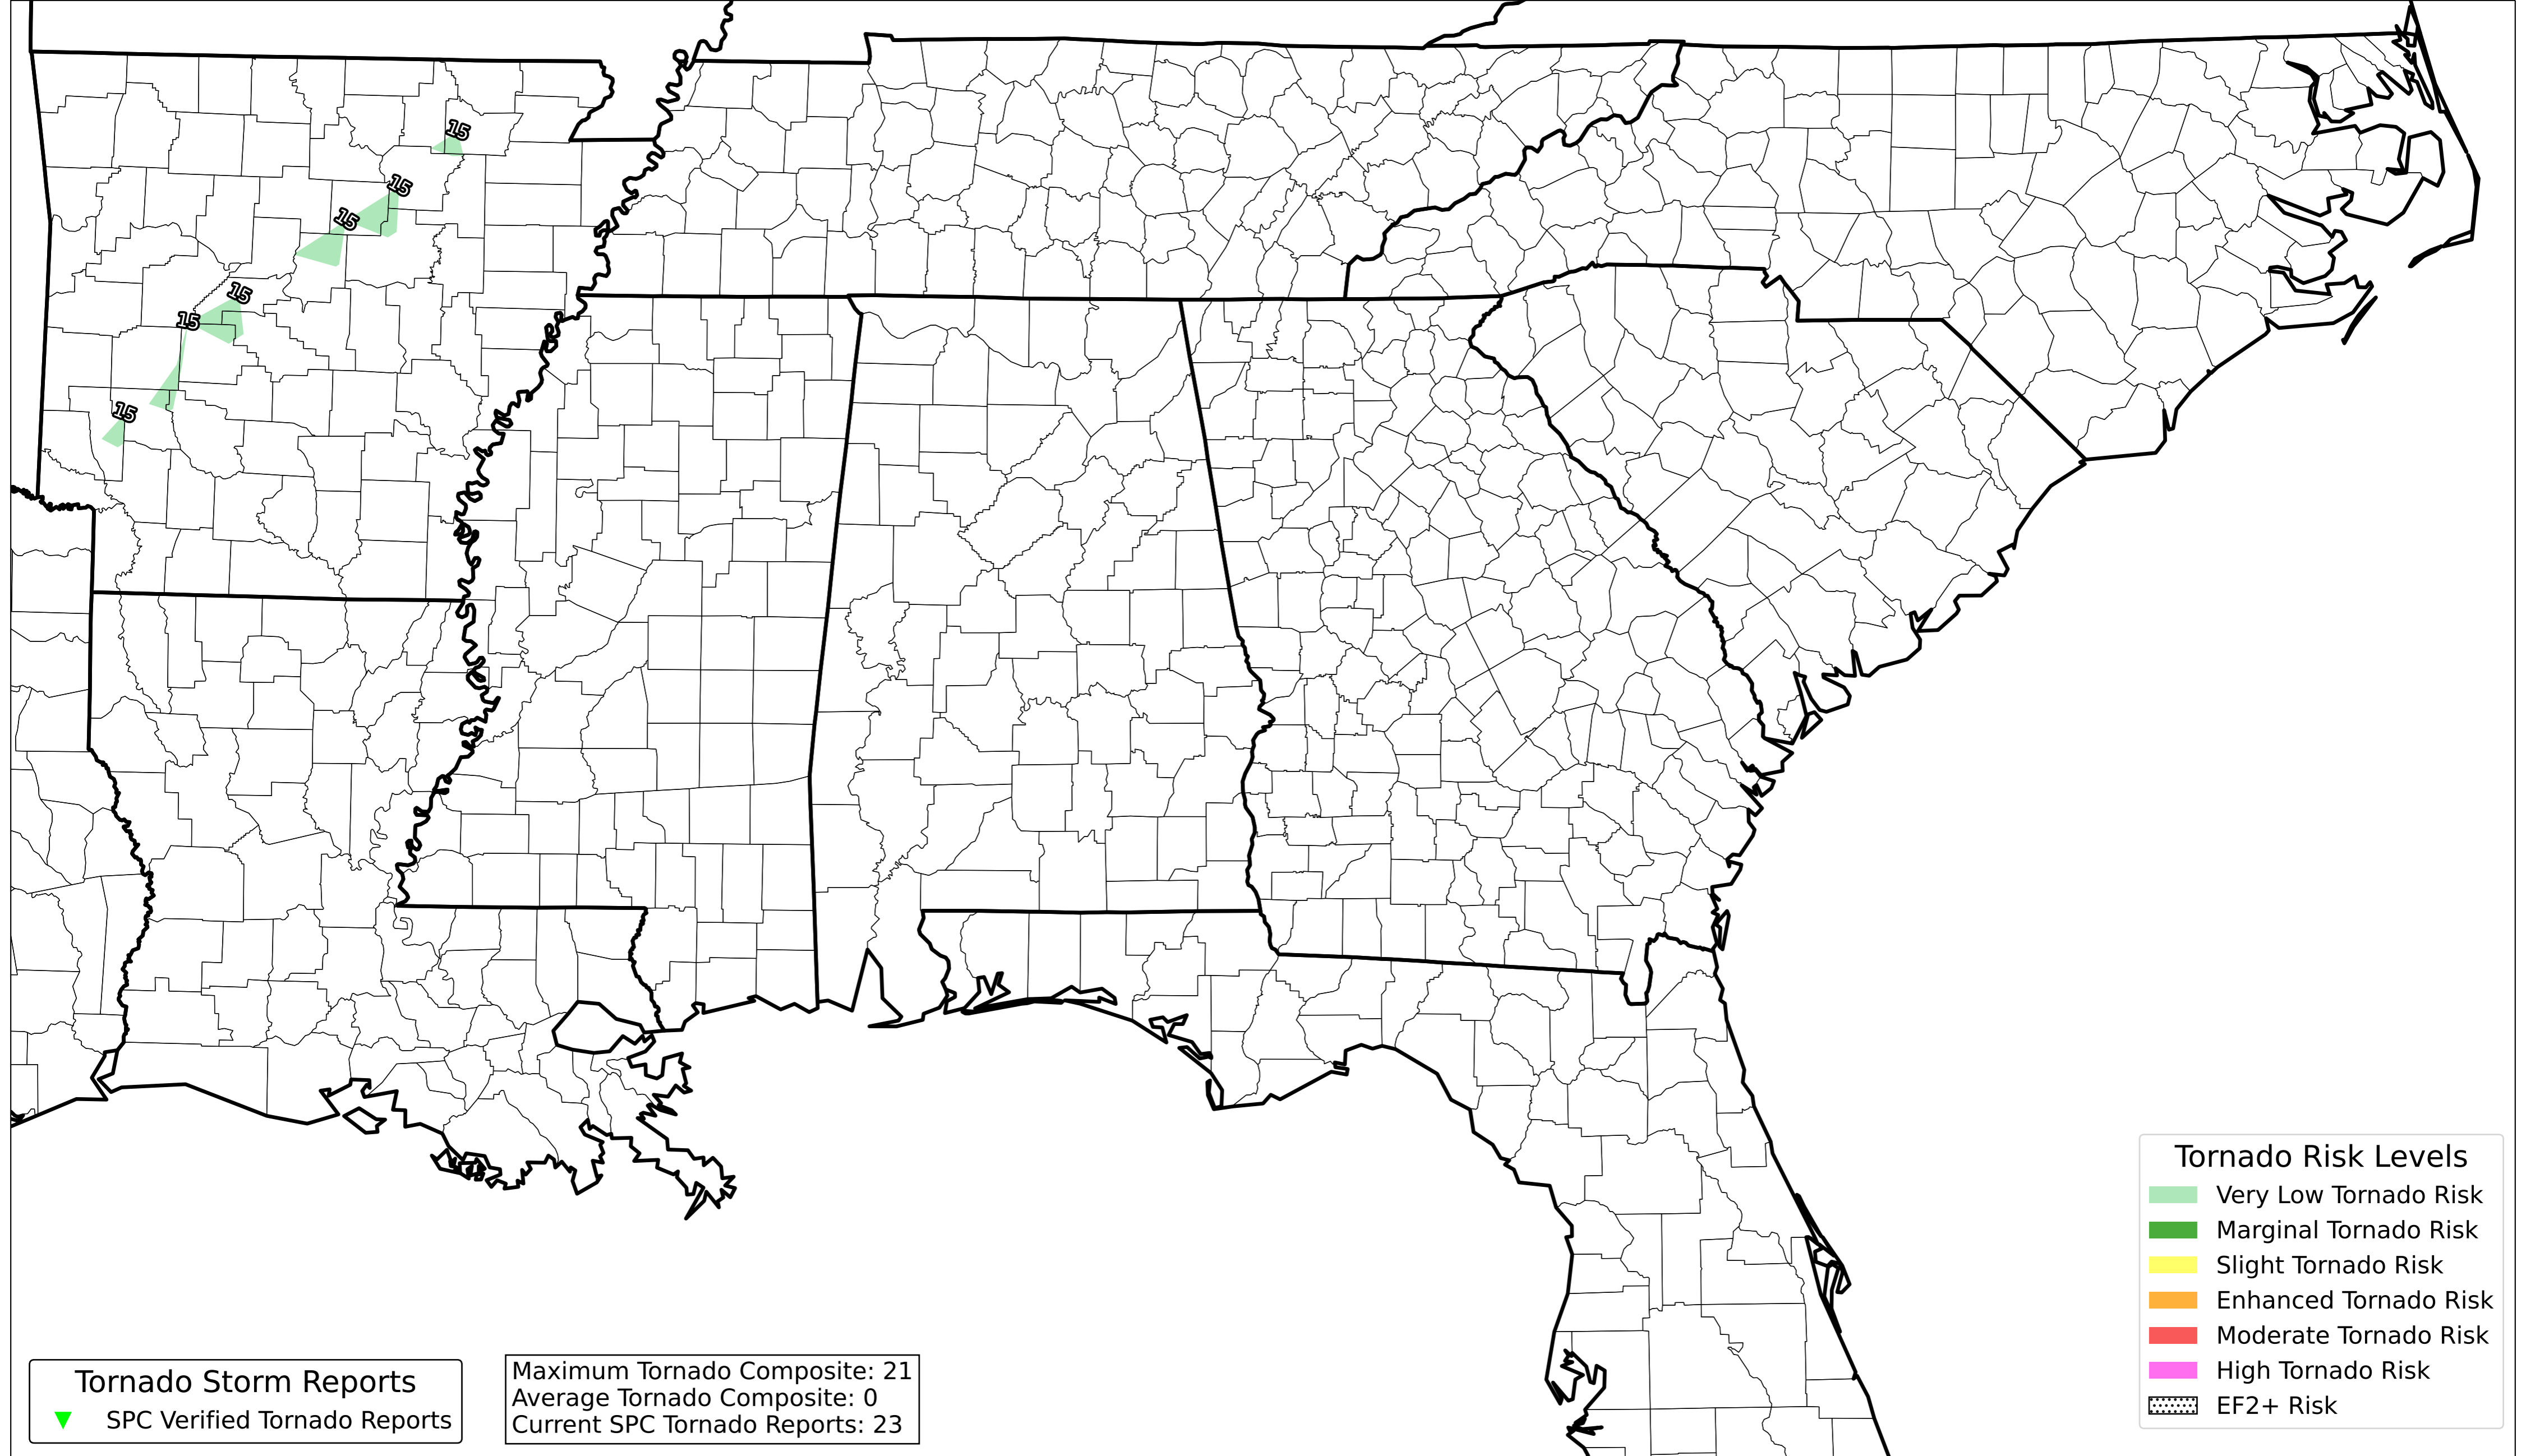 15
15
15
15
15
15
Tornado Risk Levels
Very Low Tornado Risk
Marginal Tornado Risk
Slight Tornado Risk
Enhanced Tornado Risk
Moderate Tornado Risk
High Tornado Risk
EF2+ Risk
Tornado Storm Reports
SPC Verified Tornado Reports
Maximum Tornado Composite: 21
Average Tornado Composite: 0
Current SPC Tornado Reports: 23